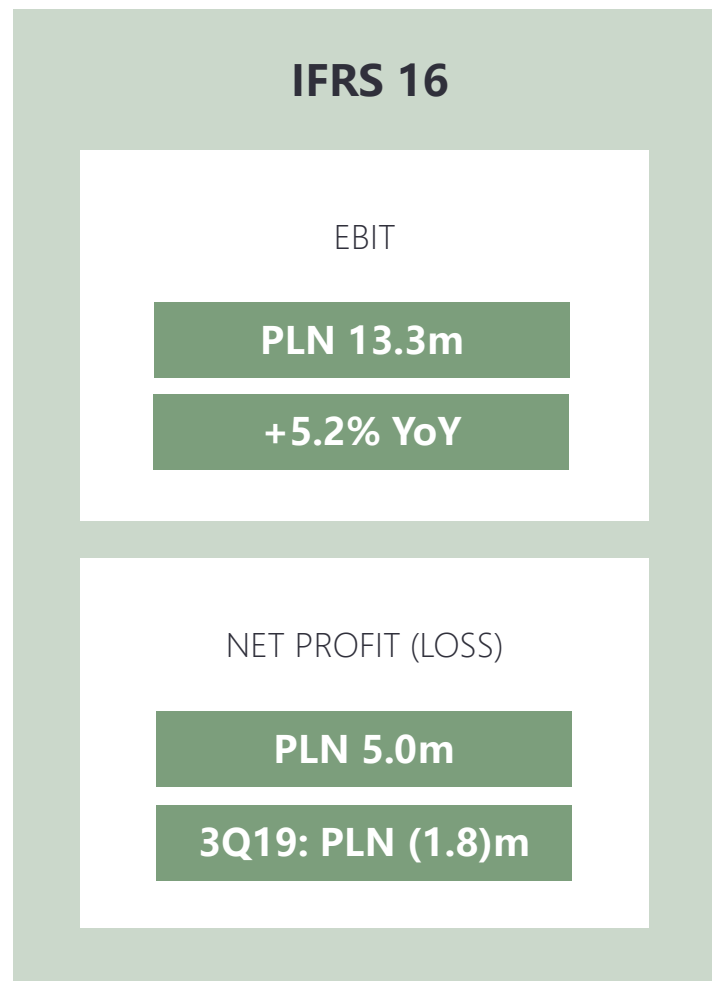 IFRS 16
EBIT
PLN 13.3m
+5.2% YoY
NET PROFIT (LOSS)
PLN 5.0m
3Q19: PLN (1.8)m